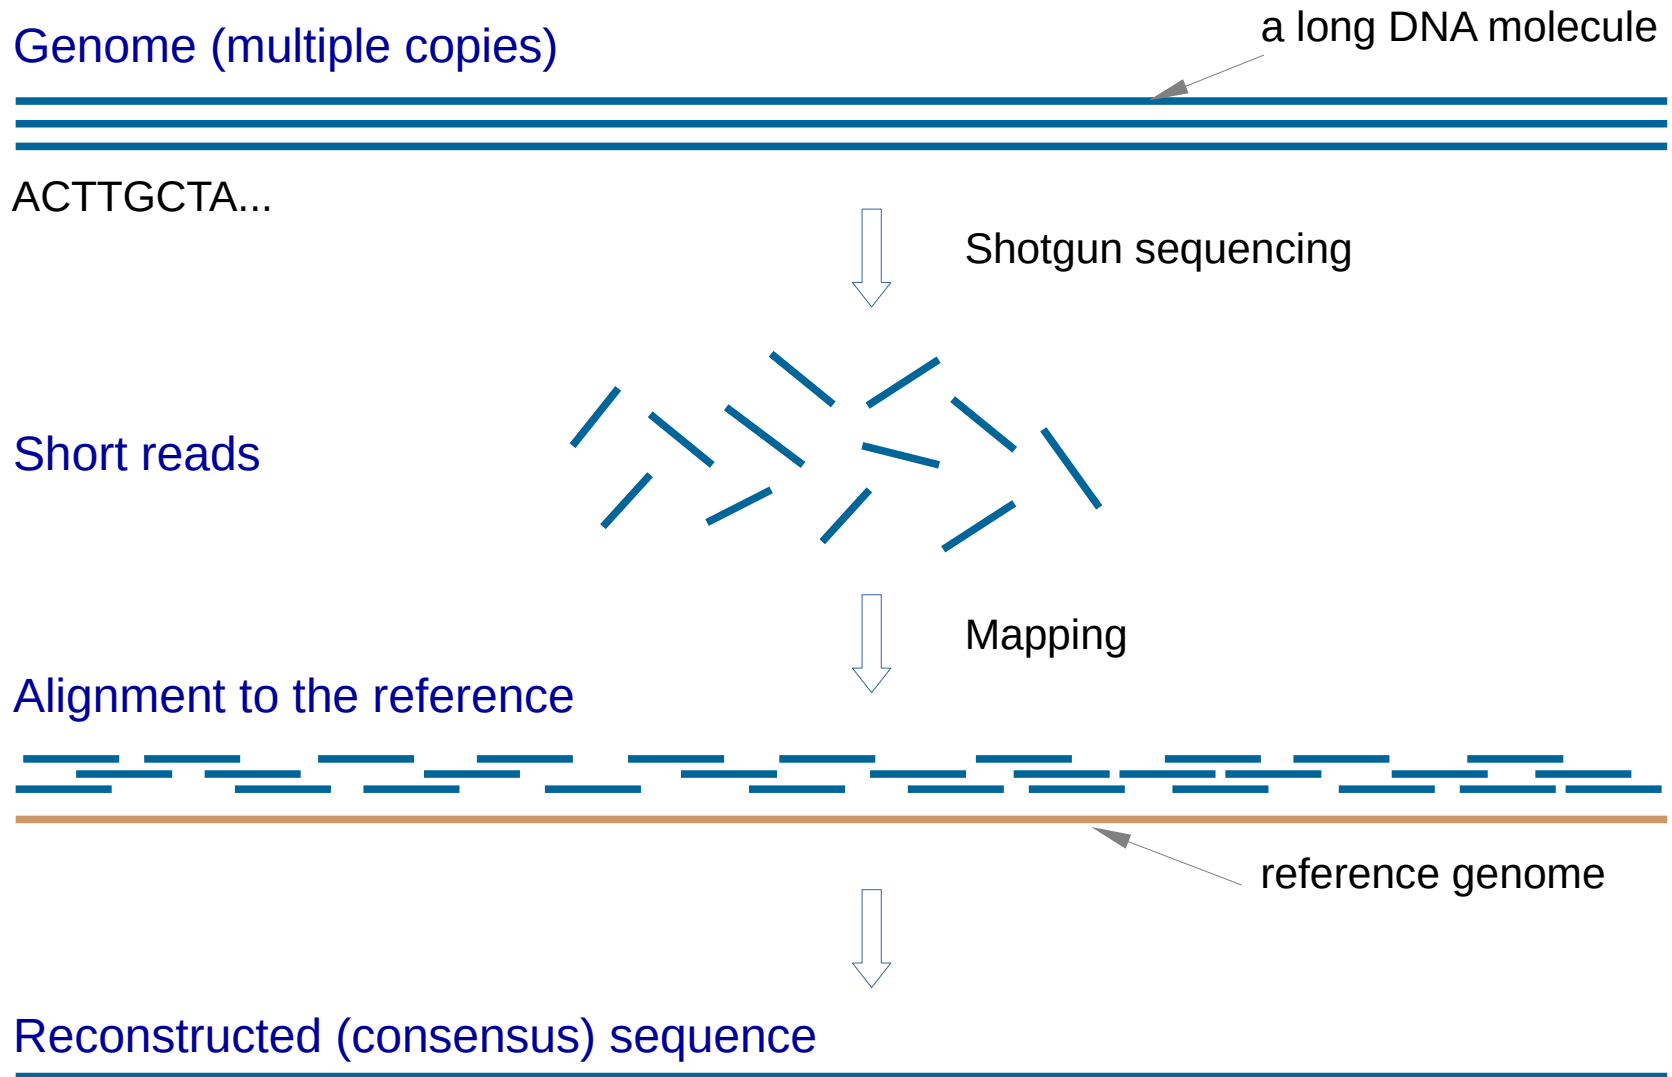 a long DNA molecule
Genome (multiple copies)
ACTTGCTA...
Shotgun sequencing
Short reads
Mapping
Alignment to the reference
reference genome
Reconstructed (consensus) sequence